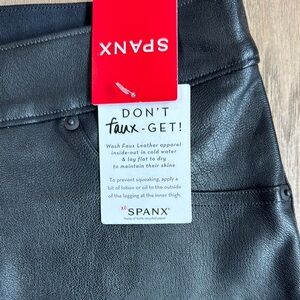 SPANX
DON'T
faux-GET!
Wash Faux Leather apparel
inside-out in cold water
& lay flat to dry
to maintain their shine
To prevent squeaking, apply a
bit of lotion or oil to the outside
of the legging at the inner thigh.
xo
SPANX®